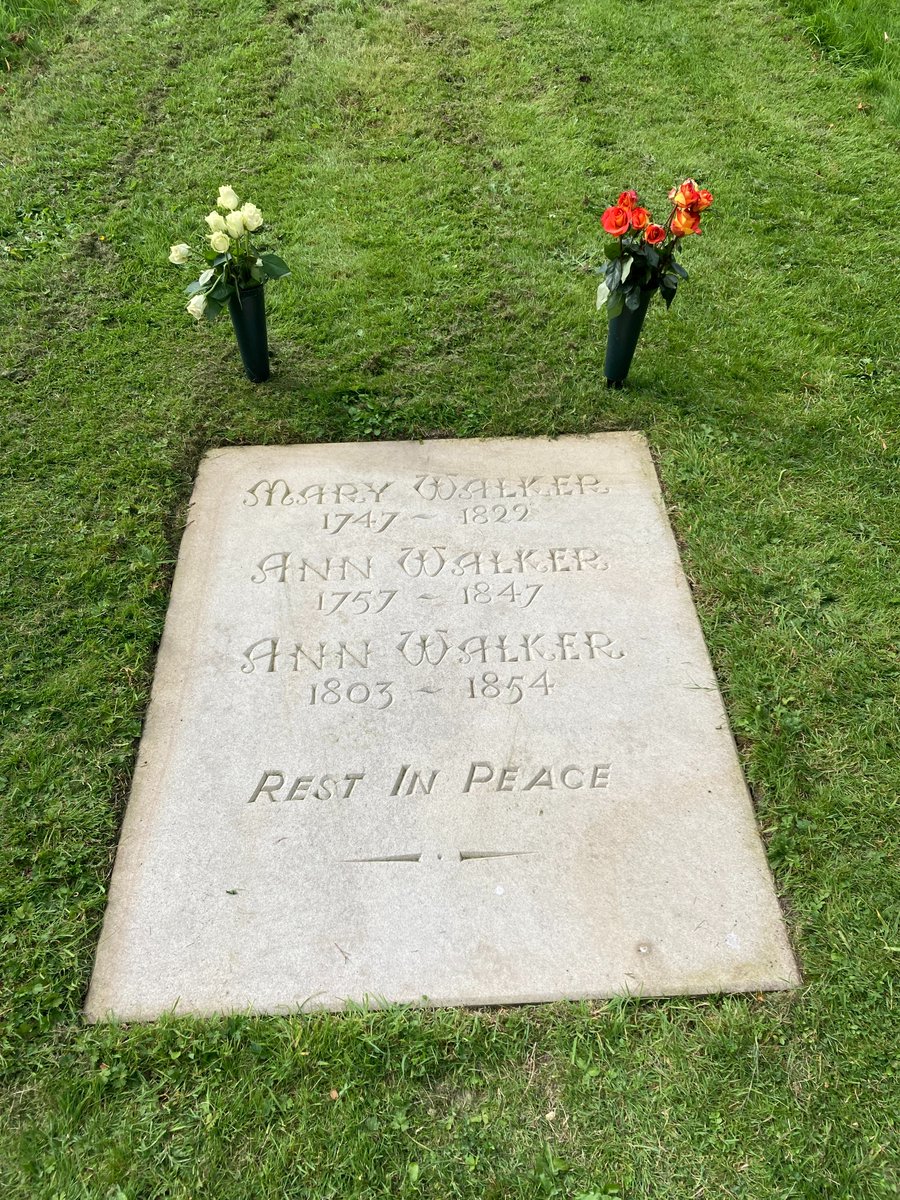 Mary Walker
1747 ~ 1822
Ann Walker
1757 ~ 1847
Ann Walker
1803 ~ 1854
Rest In Peace